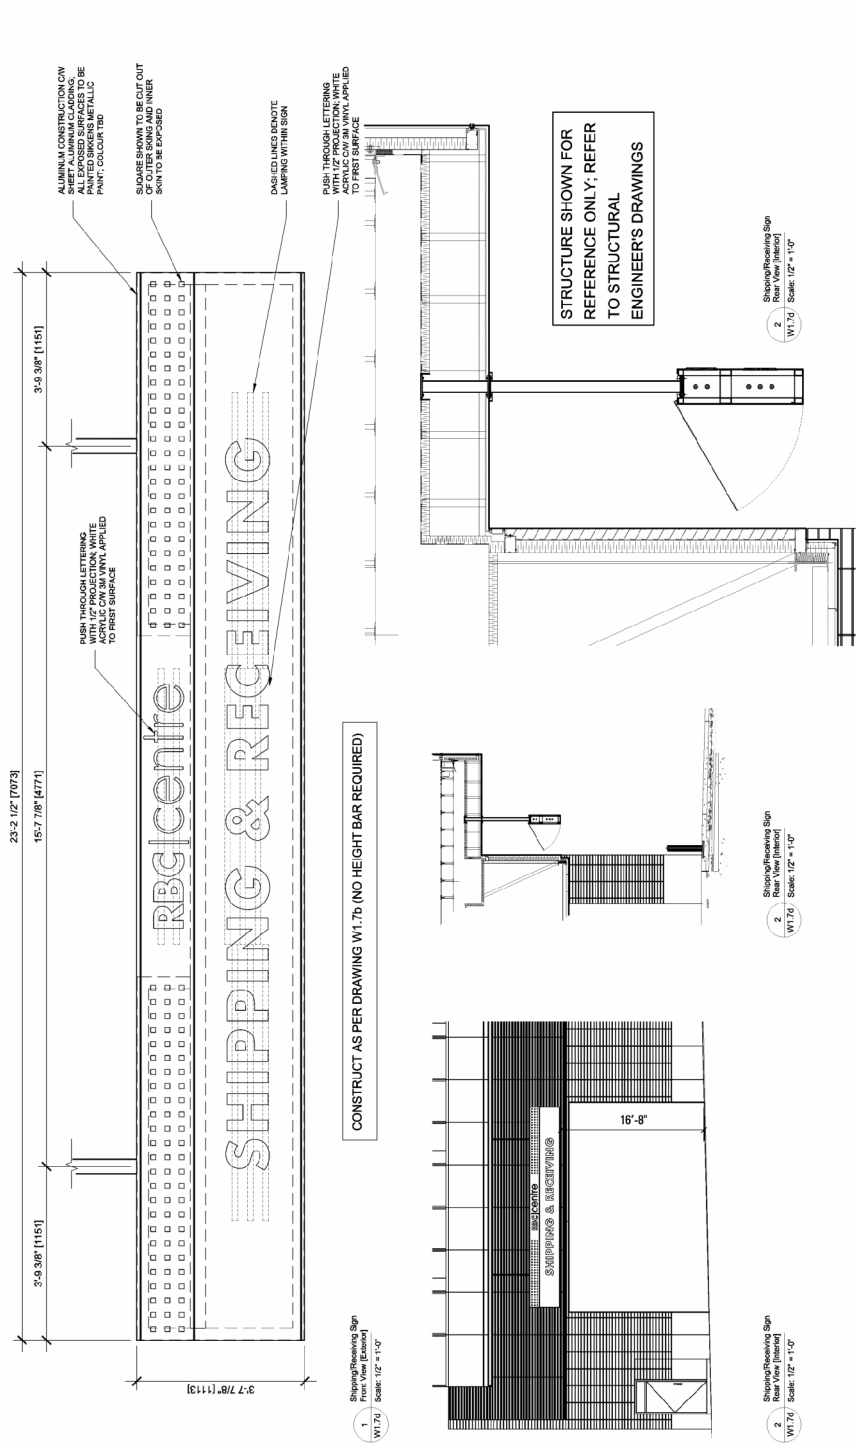 23'-2 1/2" [7073]
3'-9 3/8" [1151]
15'-7 7/8" [4771]
3'-9 3/8" [1151]
3'-7 7/8" [1113]
PUSH THROUGH LETTERING
WITH 1/2" PROJECTION; WHITE
ACRYLIC C/W 3M VINYL APPLIED
TO FIRST SURFACE
ALUMINUM CONSTRUCTION C/W
SHEET ALUMINUM CLADDING;
ALL EXPOSED SURFACES TO BE
PAINTED SIKKENS METALLIC
PAINT; COLOUR TBD
SUQARE SHOWN TO BE CUT OUT
OF OUTER SKING AND INNER
SKIN TO BE EXPOSED
DASHED LINES DENOTE
LAMPING WITHIN SIGN
PUSH THROUGH LETTERING
WITH 1/2" PROJECTION; WHITE
ACRYLIC C/W 3M VINYL APPLIED
TO FIRST SURFACE
RBC|centre
SHIPPING & RECEIVING
1
W1.7d
Shipping/Receiving Sign
Front View [Exterior]
Scale: 1/2" = 1'-0"
CONSTRUCT AS PER DRAWING W1.7b (NO HEIGHT BAR REQUIRED)
RBC|centre
SHIPPING & RECEIVING
16'-8"
2
W1.7d
Shipping/Receiving Sign
Rear View [Interior]
Scale: 1/2" = 1'-0"
2
W1.7d
Shipping/Receiving Sign
Rear View [Interior]
Scale: 1/2" = 1'-0"
STRUCTURE SHOWN FOR
REFERENCE ONLY; REFER
TO STRUCTURAL
ENGINEER'S DRAWINGS
2
W1.7d
Shipping/Receiving Sign
Rear View [Interior]
Scale: 1/2" = 1'-0"